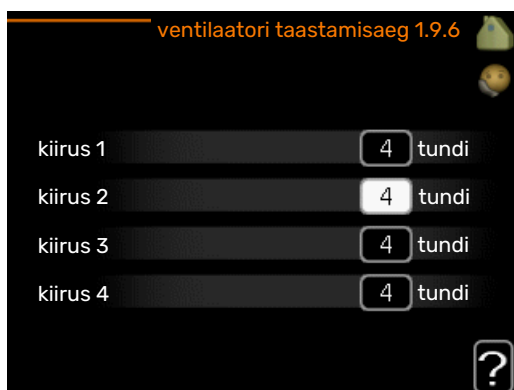 ventilaatori taastamisaeg 1.9.6
kiirus 1 4 tundi
kiirus 2 4 tundi
kiirus 3 4 tundi
kiirus 4 4 tundi
?